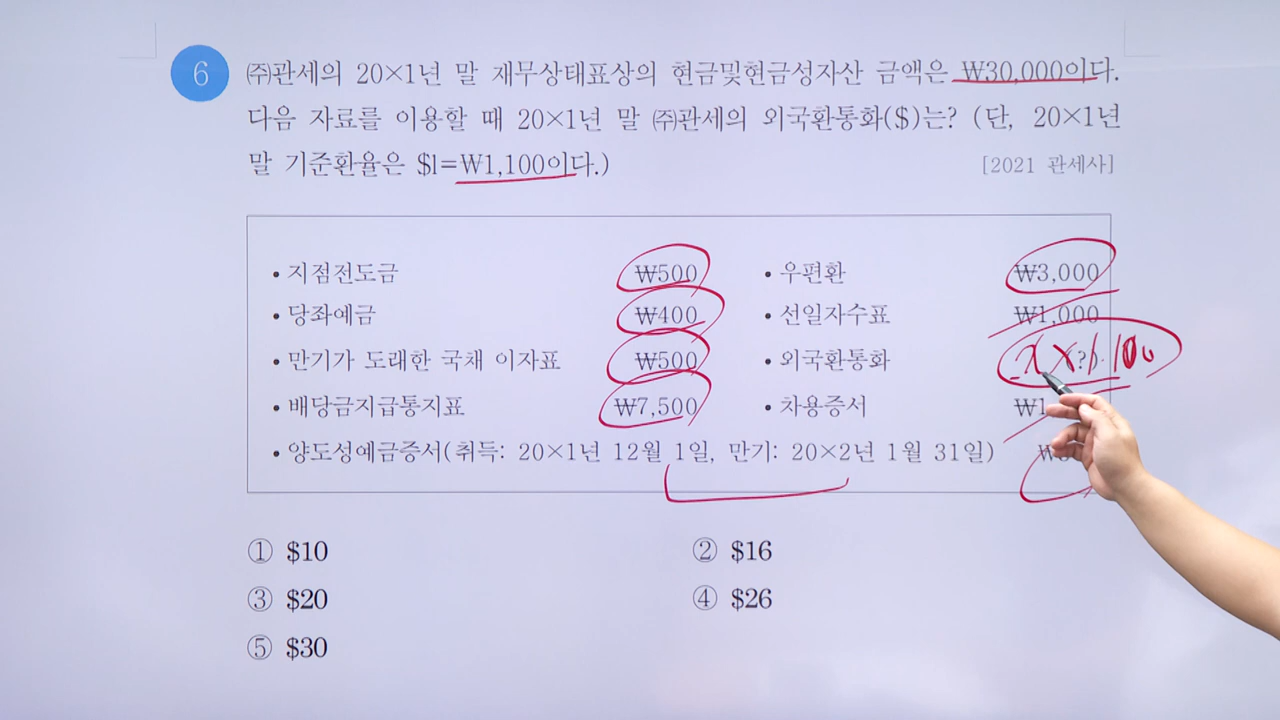 6 ㈜관세의 20×1년 말 재무상태표상의 현금및현금성자산 금액은 ₩30,000이다.
다음 자료를 이용할 때 20×1년 말 ㈜관세의 외국환통화($)는? (단, 20×1년
말 기준환율은 $1=₩1,100이다.) [2021 관세사]
• 지점전도금 ₩500 • 우편환 ₩3,000
• 당좌예금 ₩400 • 선일자수표 ₩1,000
• 만기가 도래한 국채 이자표 ₩500 • 외국환통화 (?) x × 1100
• 배당금지급통지표 ₩7,500 • 차용증서 ₩1
• 양도성예금증서(취득: 20×1년 12월 1일, 만기: 20×2년 1월 31일) ₩
① $10 ② $16
③ $20 ④ $26
⑤ $30